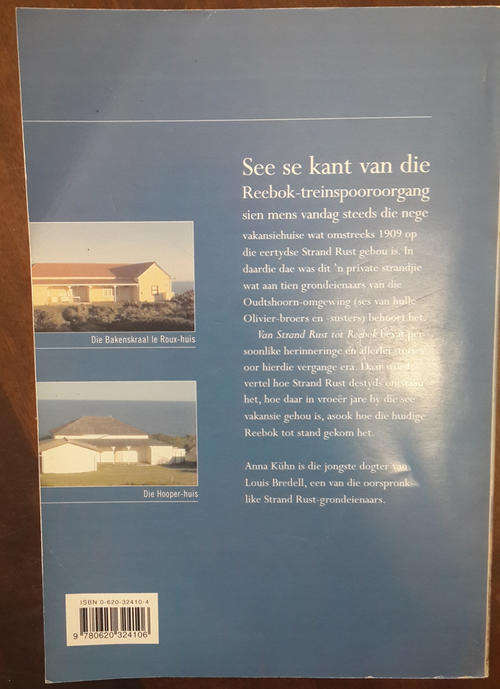 See se kant van die
Reebok-treinspooroorgang
sien mens vandag steeds die nege
vakansiehuise wat omstreeks 1909 op
die eertydse Strand Rust gebou is. In
daardie dae was dit 'n private strandjie
wat aan tien grondeienaars van die
Oudtshoorn-omgewing (ses van hulle
Olivier-broers en -susters) behoort het.
Van Strand Rust tot Reebok bevat per-
soonlike herinneringe en allerlei stories
oor hierdie vergange era. Daar word
vertel hoe Strand Rust destyds ontstaan
het, hoe daar in vroeër jare by die see
vakansie gehou is, asook hoe die huidige
Reebok tot stand gekom het.
Anna Kühn is die jongste dogter van
Louis Bredell, een van die oorspronk-
like Strand Rust-grondeienaars.
Die Bakenskraal le Roux-huis
Die Hooper-huis
ISBN 0-620-32410-4
9 780620 324106